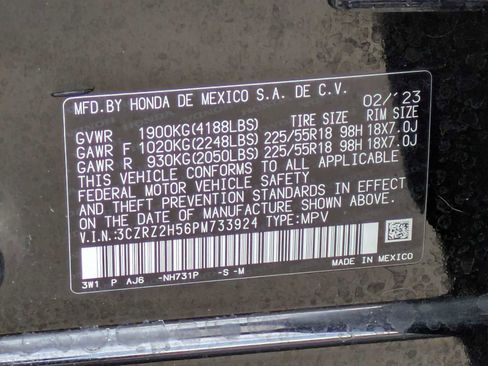 MFD.BY HONDA DE MEXICO S.A. DE C.V. 02/'23
TIRE SIZE RIM SIZE
GVWR 1900KG(4188LBS)
GAWR F 1020KG(2248LBS) 225/55R18 98H 18X7.0J
GAWR R 930KG(2050LBS) 225/55R18 98H 18X7.0J
THIS VEHICLE CONFORMS TO ALL APPLICABLE
FEDERAL MOTOR VEHICLE SAFETY
AND THEFT PREVENTION STANDARDS IN EFFECT
ON THE DATE OF MANUFACTURE SHOWN ABOVE.
V.I.N.:3CZRZ2H56PM733924 TYPE:MPV
3W1 P AJ6 -NH731P -S -M
MADE IN MEXICO